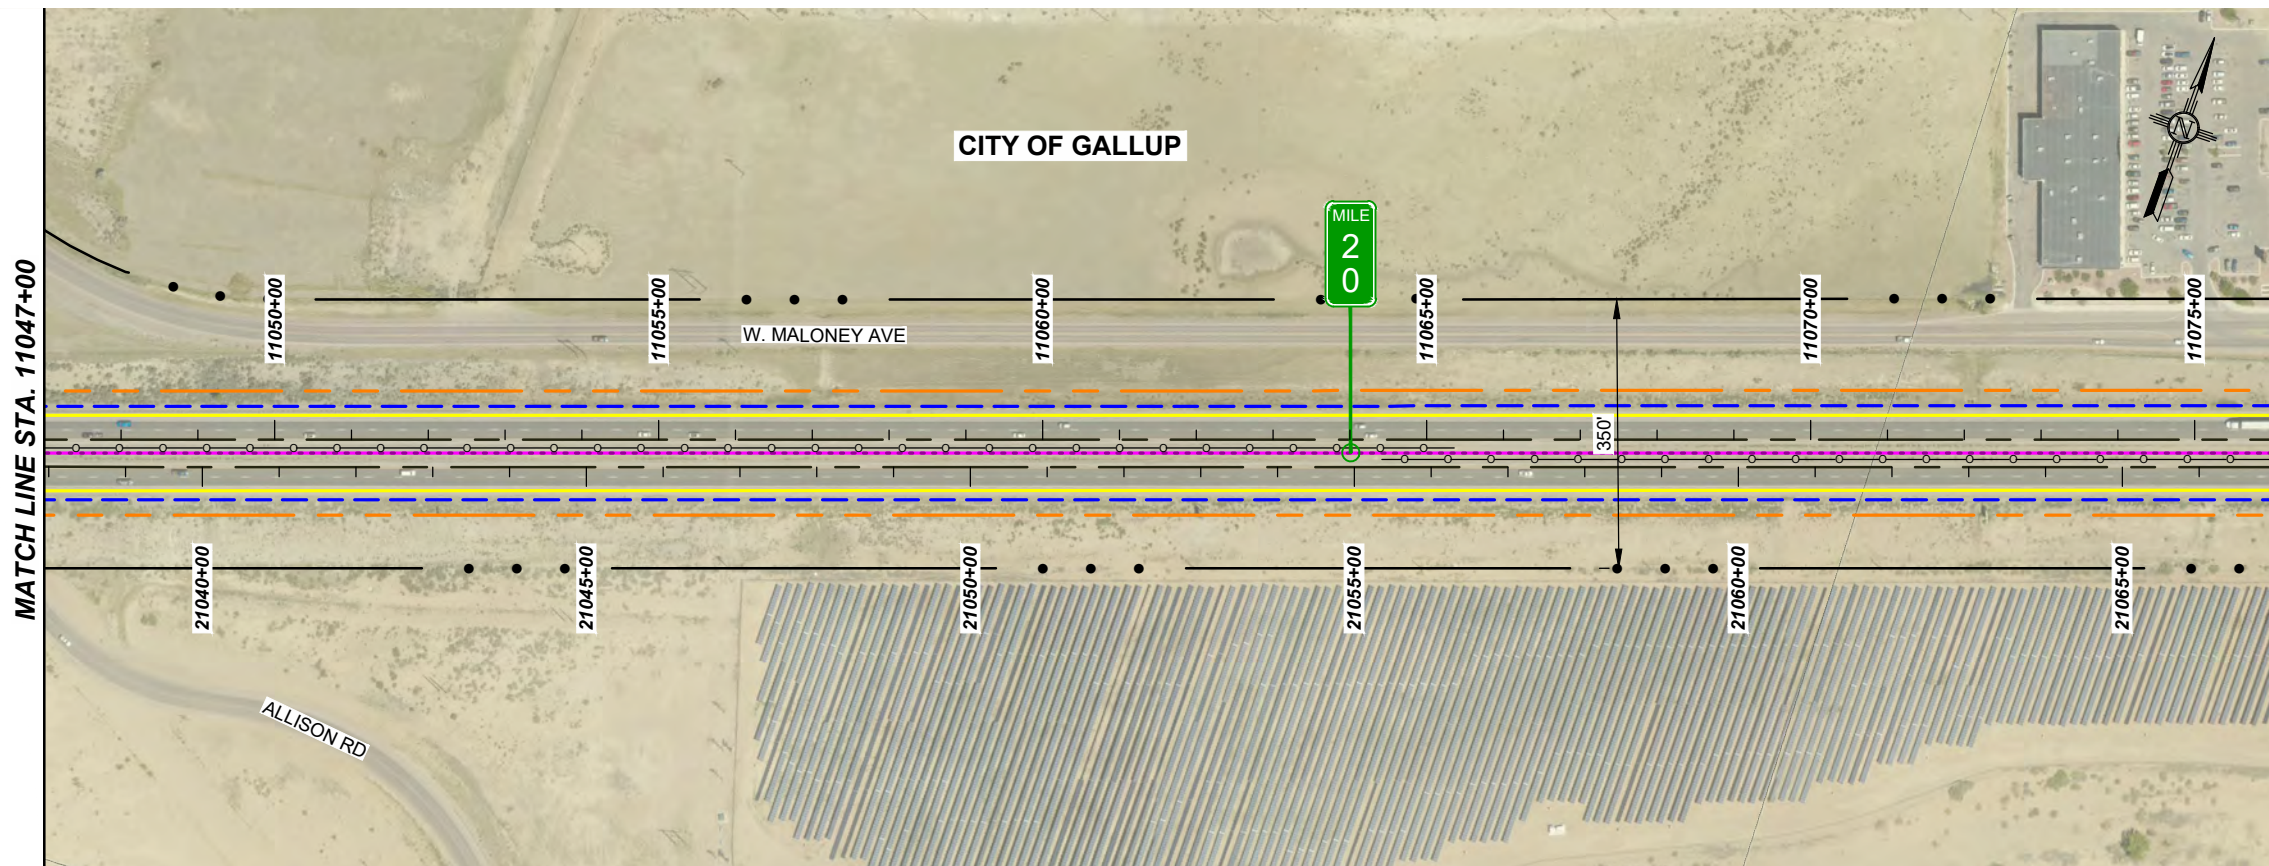 MATCH LINE STA. 11047+00
CITY OF GALLUP
N
MILE
2
0
11050+00
11055+00
11060+00
11065+00
11070+00
11075+00
W. MALONEY AVE
350'
21040+00
21045+00
21050+00
21055+00
21060+00
21065+00
ALLISON RD